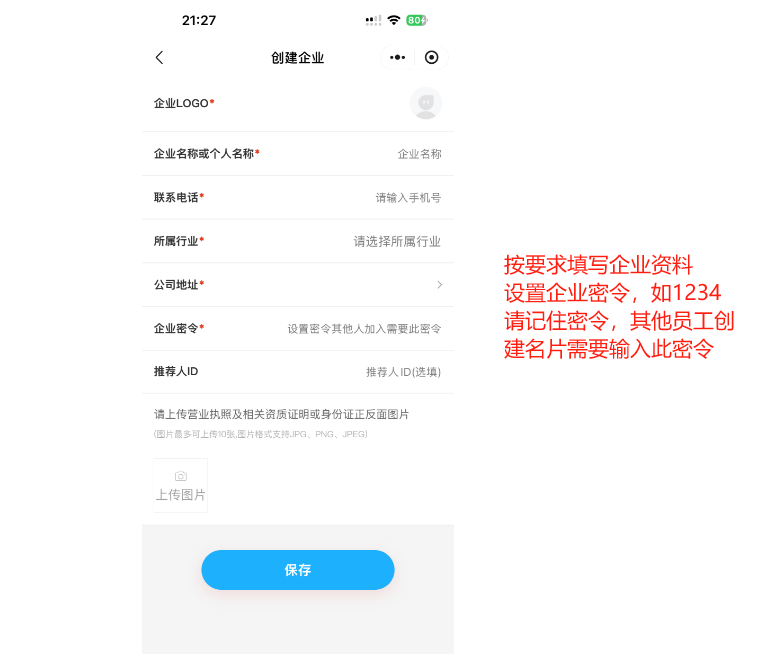 21:27
80
创建企业
企业LOGO*
企业名称或个人名称* 企业名称
联系电话* 请输入手机号
所属行业* 请选择所属行业
公司地址*
企业密令* 设置密令其他人加入需要此密令
推荐人ID 推荐人ID(选填)
请上传营业执照及相关资质证明或身份证正反面图片
(图片最多可上传10张,图片格式支持JPG、PNG、JPEG)
上传图片
保存
按要求填写企业资料
设置企业密令，如1234
请记住密令，其他员工创
建名片需要输入此密令